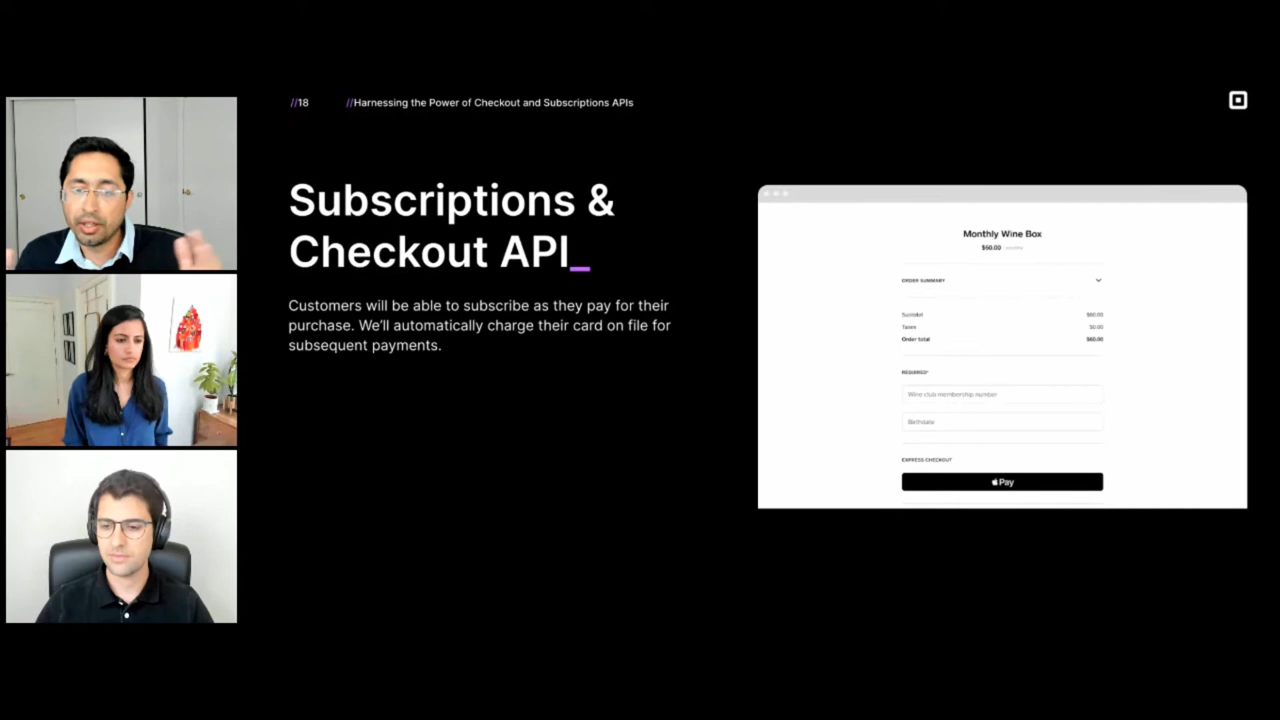 //18
//Harnessing the Power of Checkout and Subscriptions APIs
Subscriptions &
Checkout API_
Customers will be able to subscribe as they pay for their
purchase. We'll automatically charge their card on file for
subsequent payments.
Monthly Wine Box
$60.00 / monthly
ORDER SUMMARY
Subtotal $60.00
Taxes $0.00
Order total $60.00
REQUIRED*
Wine club membership number
Birthdate
EXPRESS CHECKOUT
Pay